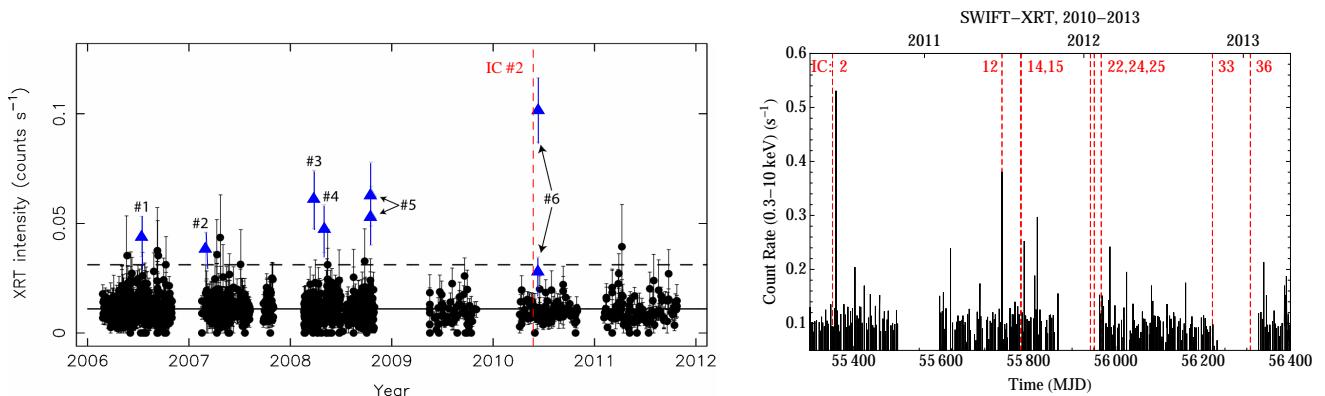 XRT intensity (counts s⁻¹)
0.1
0.05
0
IC #2
#1
#2
#3
#4
#5
#6
2006 2007 2008 2009 2010 2011 2012
Year
SWIFT−XRT, 2010−2013
2011 2012 2013
Count Rate (0.3−10 keV) (s⁻¹)
0.6
0.5
0.4
0.3
0.2
0.1
IC: 2 12 14,15 22,24,25 33 36
55 400 55 600 55 800 56 000 56 200 56 400
Time (MJD)